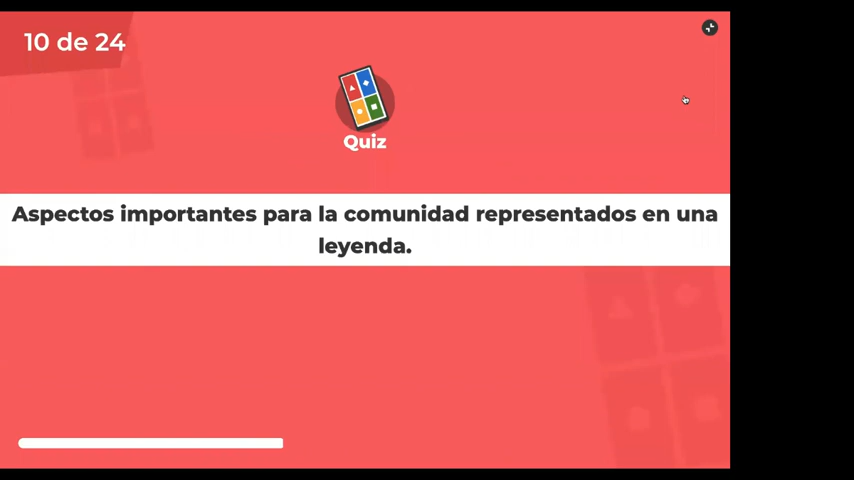 10 de 24
Quiz
Aspectos importantes para la comunidad representados en una
leyenda.